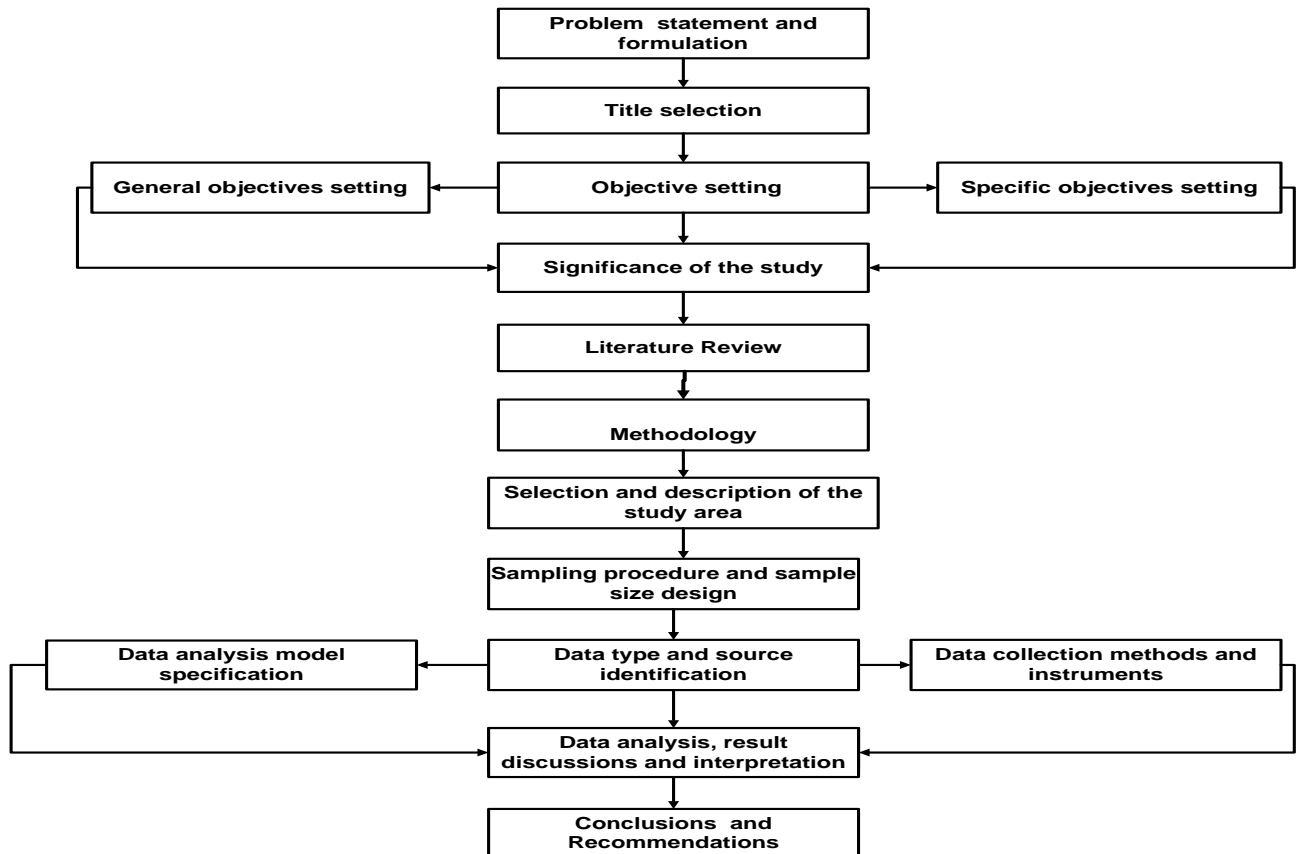 Problem statement and
formulation
Title selection
General objectives setting
Objective setting
Specific objectives setting
Significance of the study
Literature Review
Methodology
Selection and description of the
study area
Sampling procedure and sample
size design
Data analysis model
specification
Data type and source
identification
Data collection methods and
instruments
Data analysis, result
discussions and interpretation
Conclusions and
Recommendations